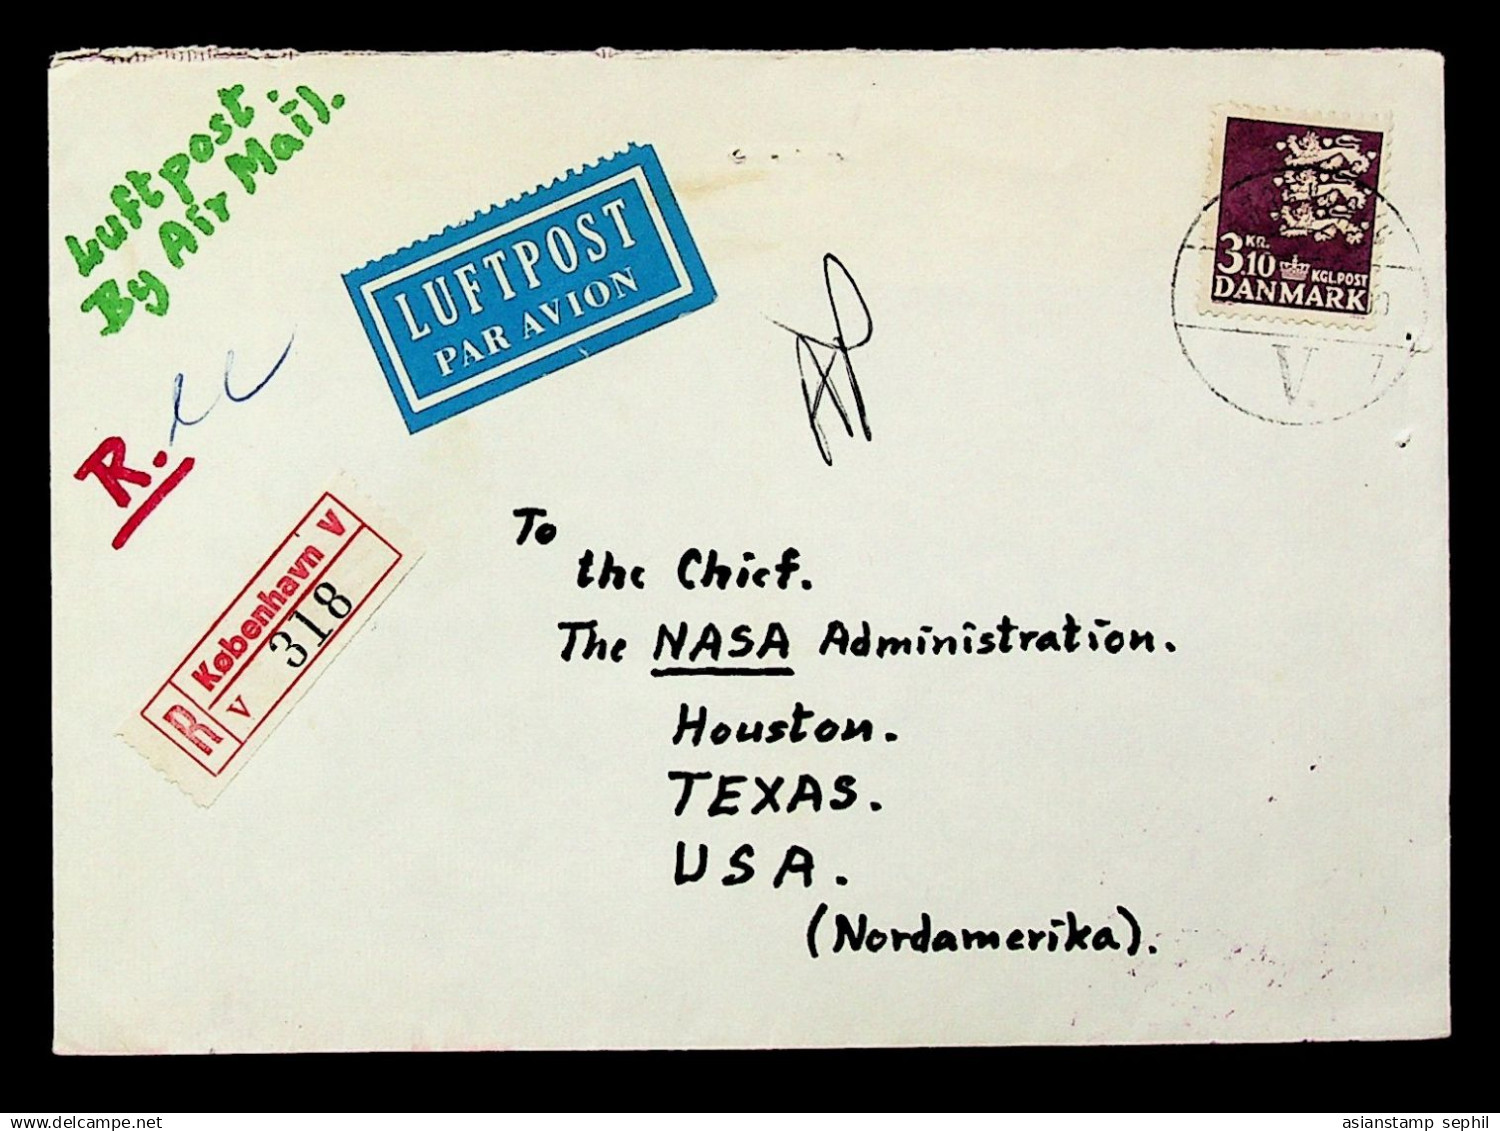 Luftpost.
By Air Mail.
LUFTPOST
PAR AVION
3 KR. 10
KGL.POST
DANMARK
V. 7
R.
København V
R
V
318
To
the Chief.
The NASA Administration.
Houston.
TEXAS.
USA.
(Nordamerika).
delcampe.net
asianstamp sephil